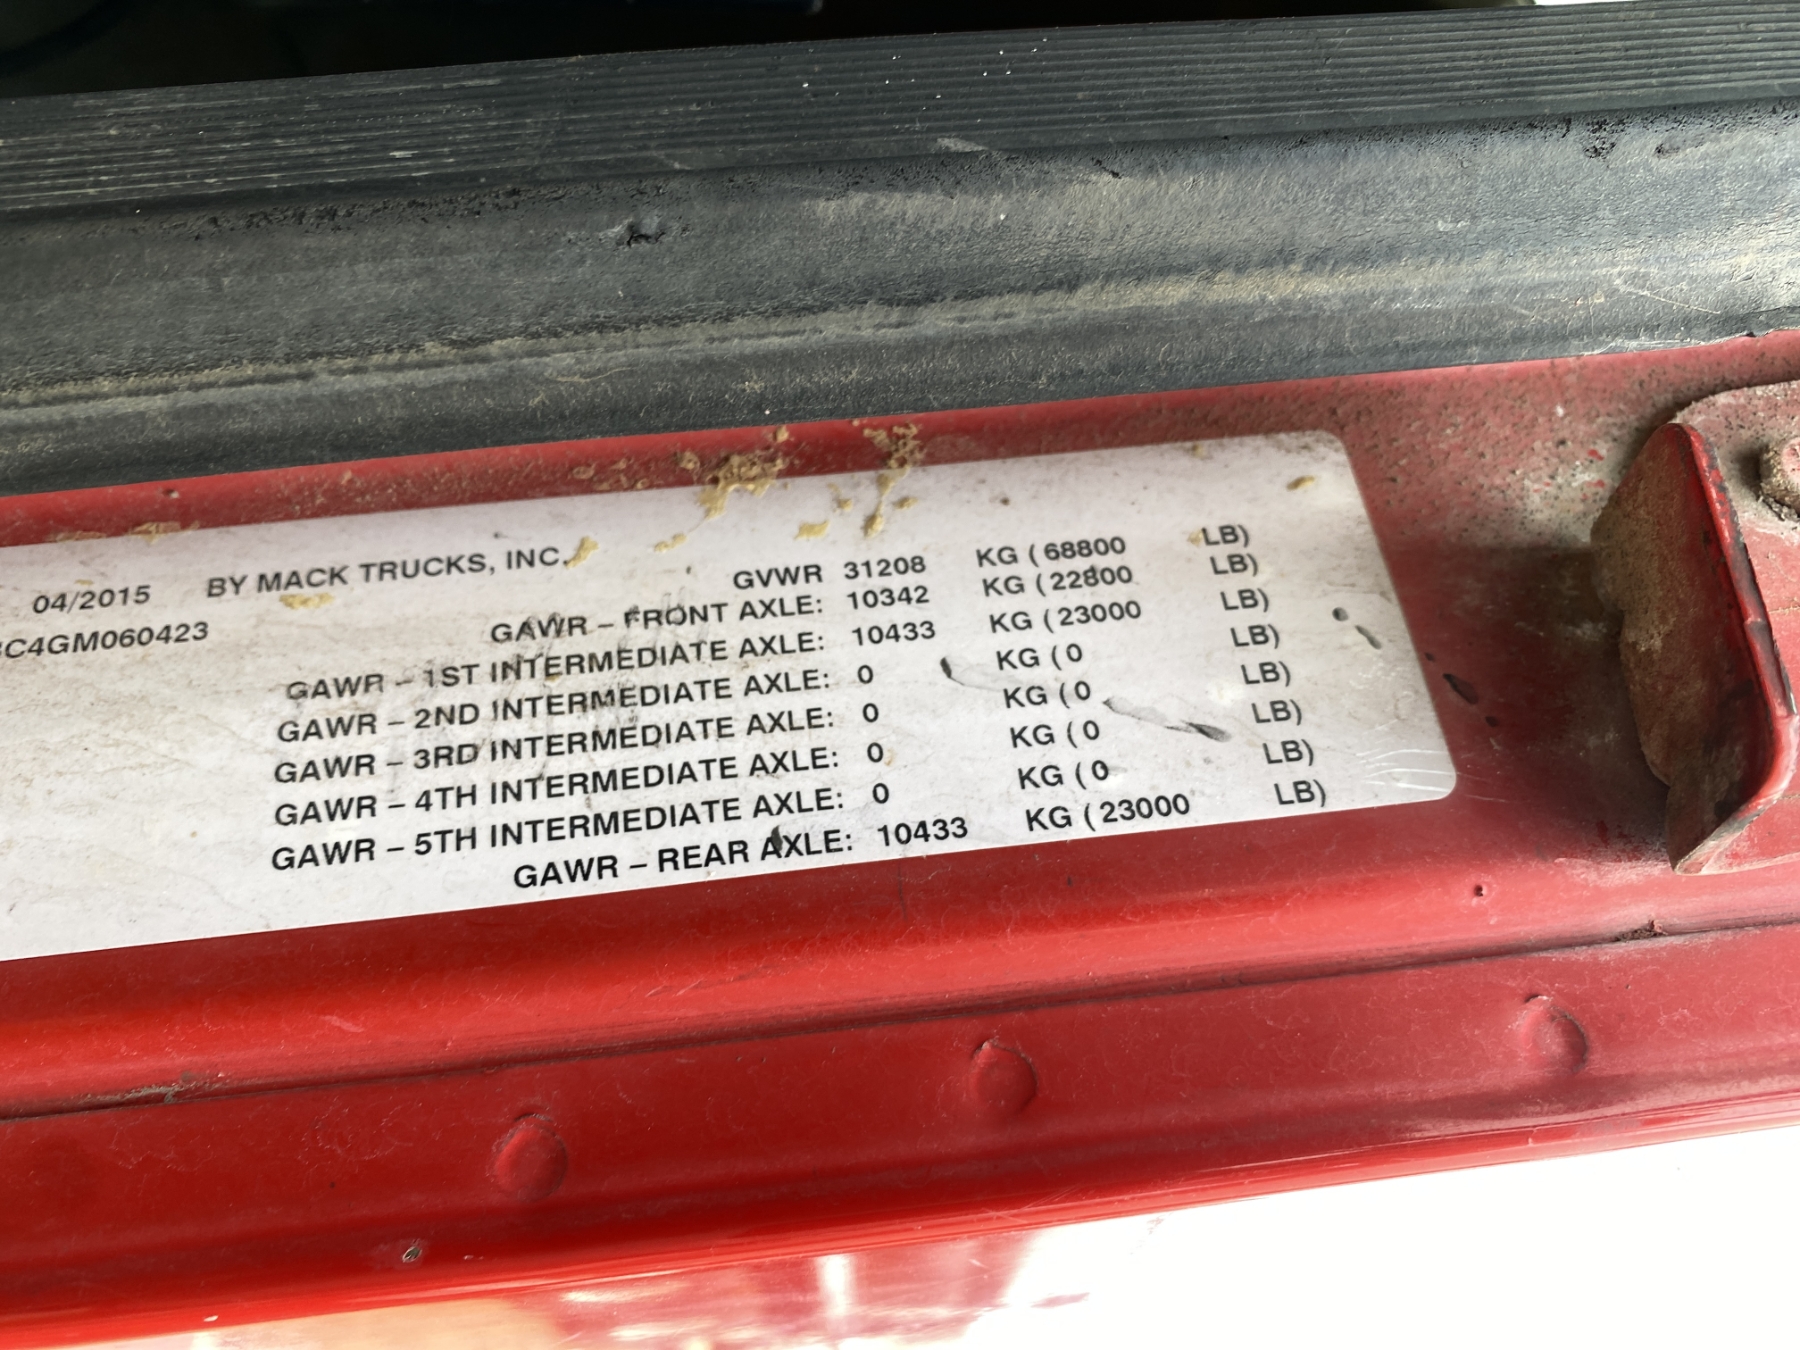 04/2015 BY MACK TRUCKS, INC.
C4GM060423
GVWR 31208 KG (68800 LB)
GAWR – FRONT AXLE: 10342 KG (22800 LB)
GAWR – 1ST INTERMEDIATE AXLE: 10433 KG (23000 LB)
GAWR – 2ND INTERMEDIATE AXLE: 0 KG (0 LB)
GAWR – 3RD INTERMEDIATE AXLE: 0 KG (0 LB)
GAWR – 4TH INTERMEDIATE AXLE: 0 KG (0 LB)
GAWR – 5TH INTERMEDIATE AXLE: 0 KG (0 LB)
GAWR – REAR AXLE: 10433 KG (23000 LB)